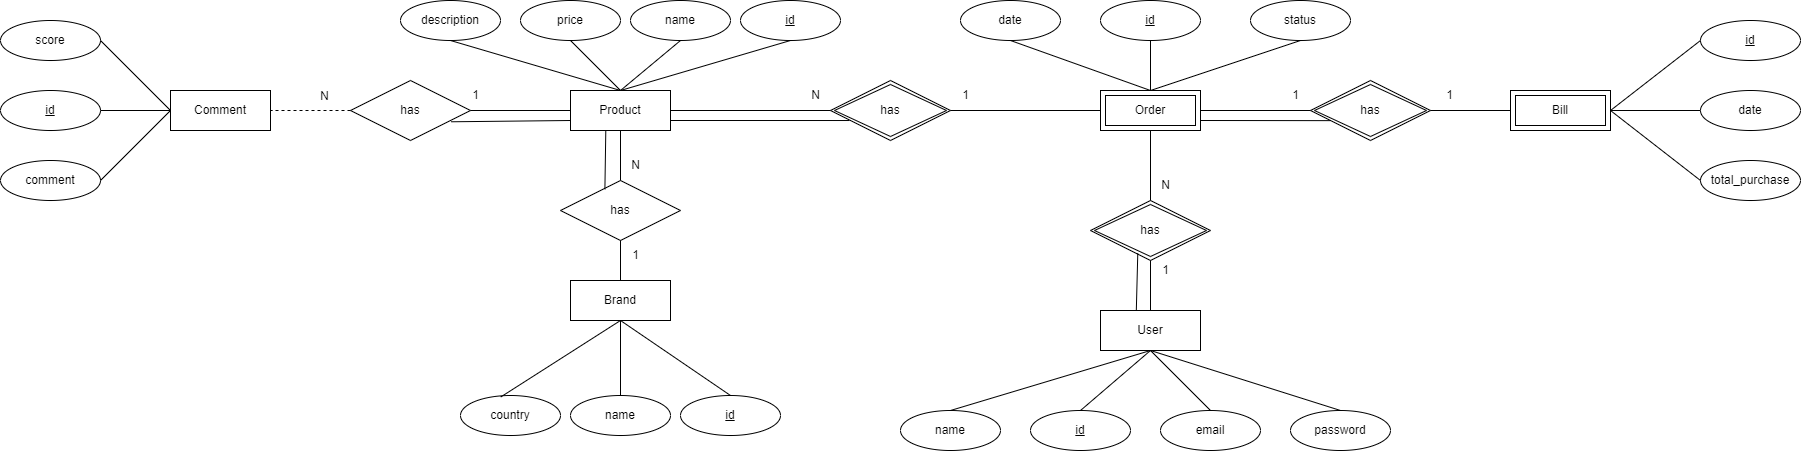 description
price
name
id
date
id
status
score
id
id
comment
Comment
N
has
1
Product
N
has
1
Order
1
has
1
Bill
date
total_purchase
N
has
1
Brand
country
name
id
N
has
1
User
name
id
email
password